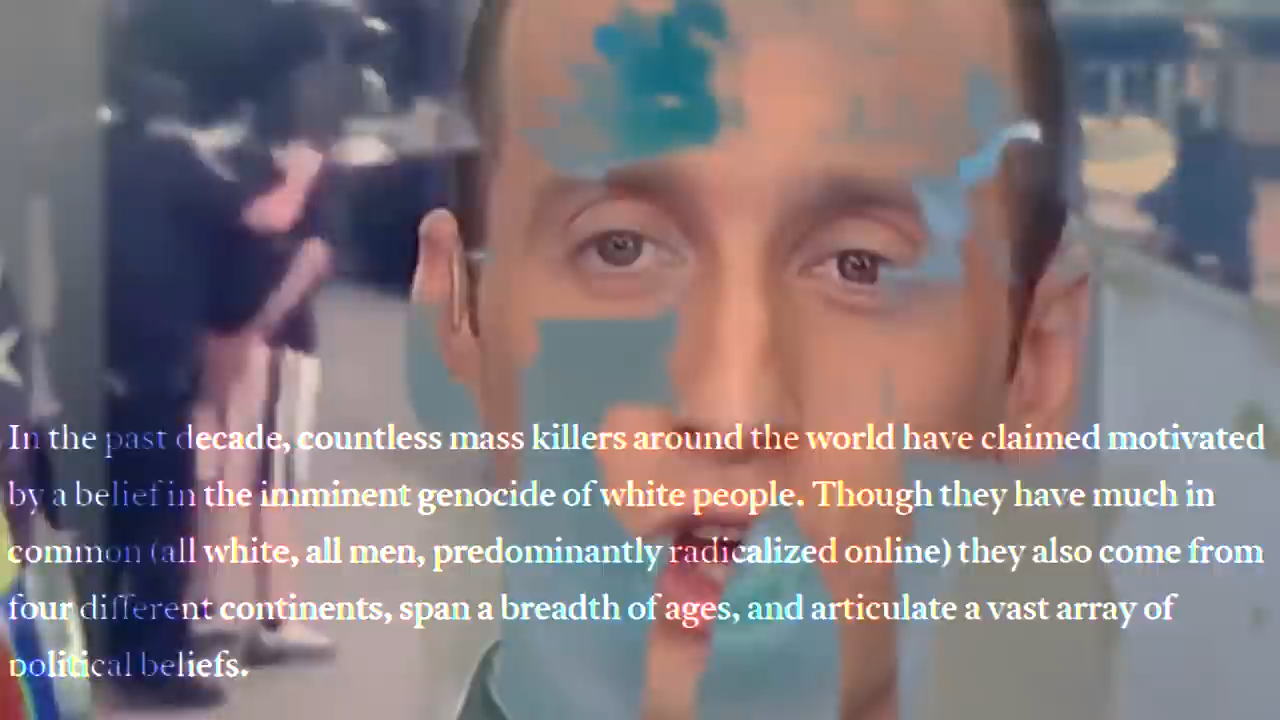 In the past decade, countless mass killers around the world have claimed motivated
by a belief in the imminent genocide of white people. Though they have much in
common (all white, all men, predominantly radicalized online) they also come from
four different continents, span a breadth of ages, and articulate a vast array of
political beliefs.